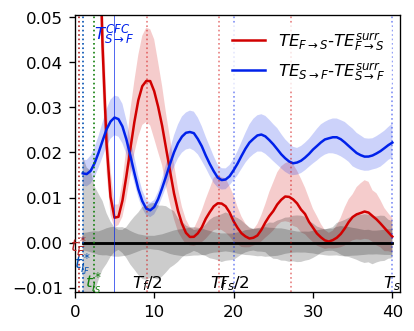 T^{CFC}_{S→F}
TE_{F→S}-TE^{surr}_{F→S}
TE_{S→F}-TE^{surr}_{S→F}
0.05
0.04
0.03
0.02
0.01
0.00
−0.01
T_f/2
T_s/2
T_s
0
10
20
30
40
50